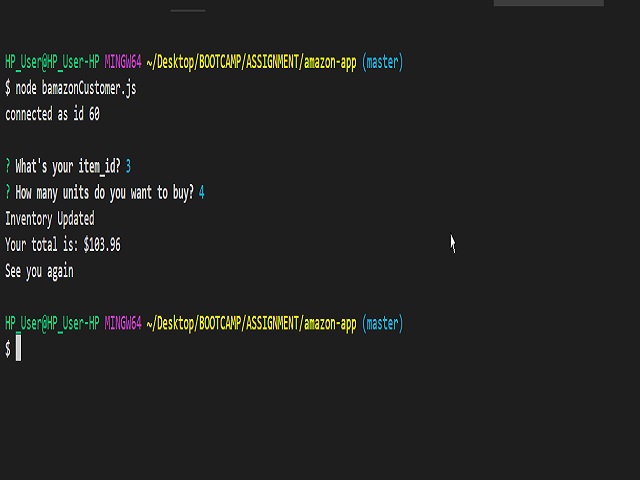 HP_User@HP_User-HP MINGW64 ~/Desktop/BOOTCAMP/ASSIGNMENT/amazon-app (master)
$ node bamazonCustomer.js
connected as id 60
? What's your item_id? 3
? How many units do you want to buy? 4
Inventory Updated
Your total is: $103.96
See you again
HP_User@HP_User-HP MINGW64 ~/Desktop/BOOTCAMP/ASSIGNMENT/amazon-app (master)
$